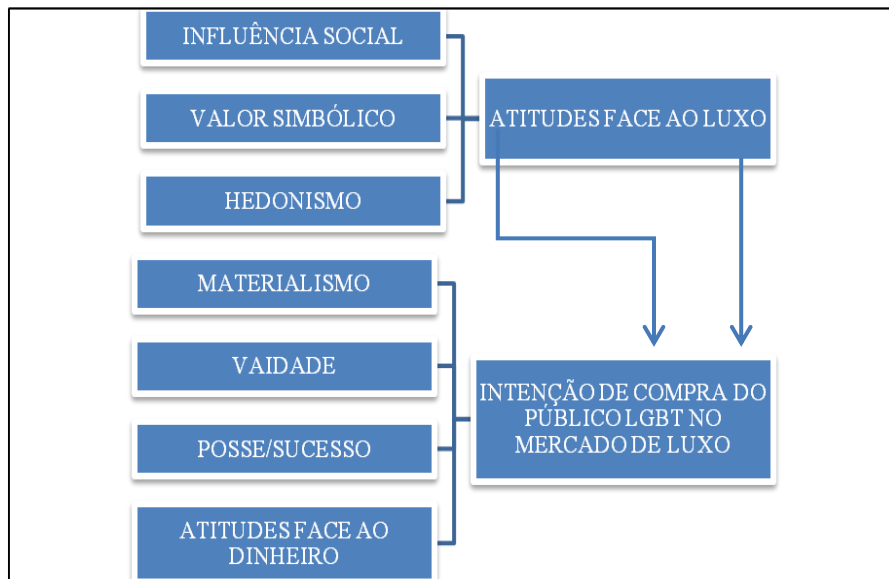 INFLUÊNCIA SOCIAL
VALOR SIMBÓLICO
HEDONISMO
ATITUDES FACE AO LUXO
MATERIALISMO
VAIDADE
POSSE/SUCESSO
ATITUDES FACE AO
DINHEIRO
INTENÇÃO DE COMPRA DO
PÚBLICO LGBT NO
MERCADO DE LUXO